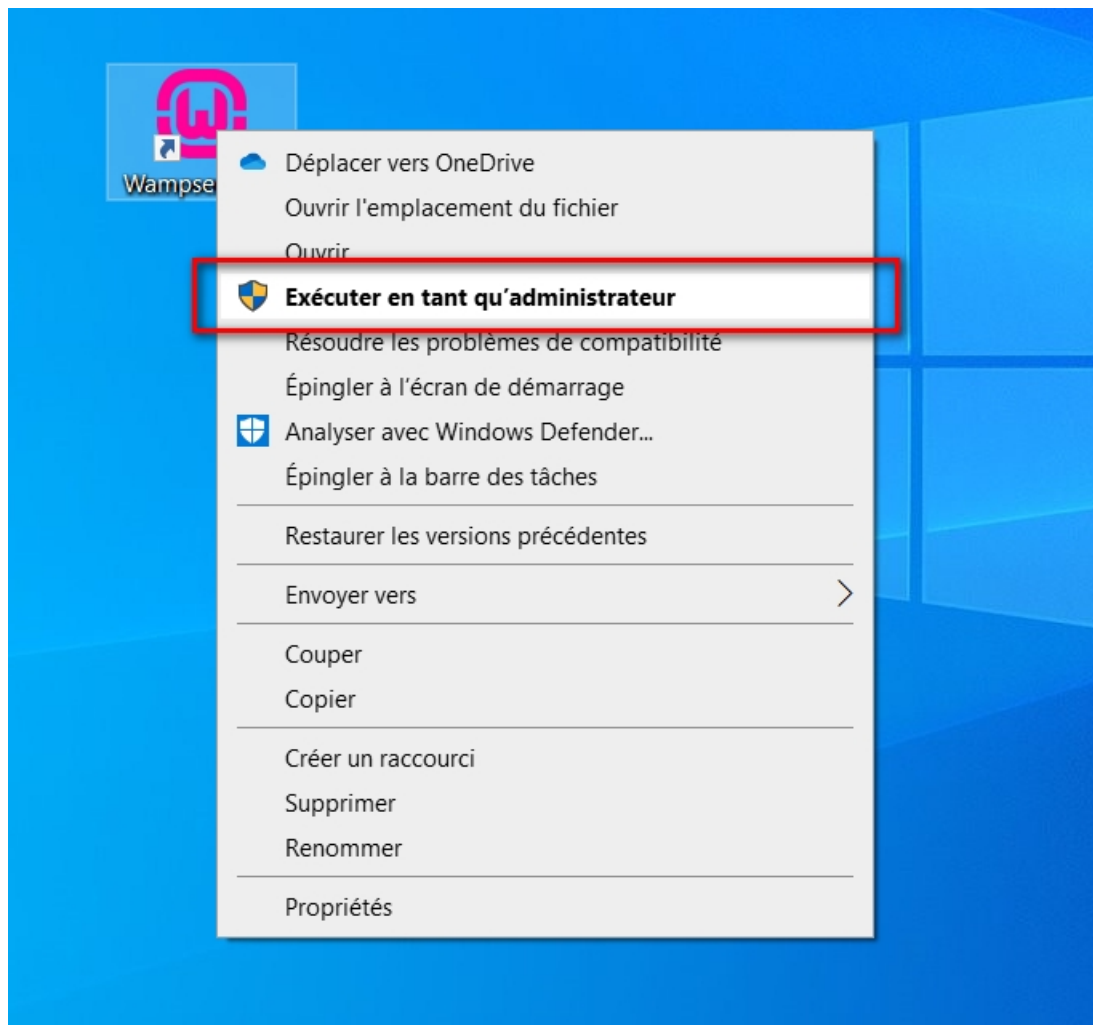 Wampse
Déplacer vers OneDrive
Ouvrir l'emplacement du fichier
Ouvrir
Exécuter en tant qu’administrateur
Résoudre les problèmes de compatibilité
Épingler à l’écran de démarrage
Analyser avec Windows Defender...
Épingler à la barre des tâches
Restaurer les versions précédentes
Envoyer vers
Couper
Copier
Créer un raccourci
Supprimer
Renommer
Propriétés